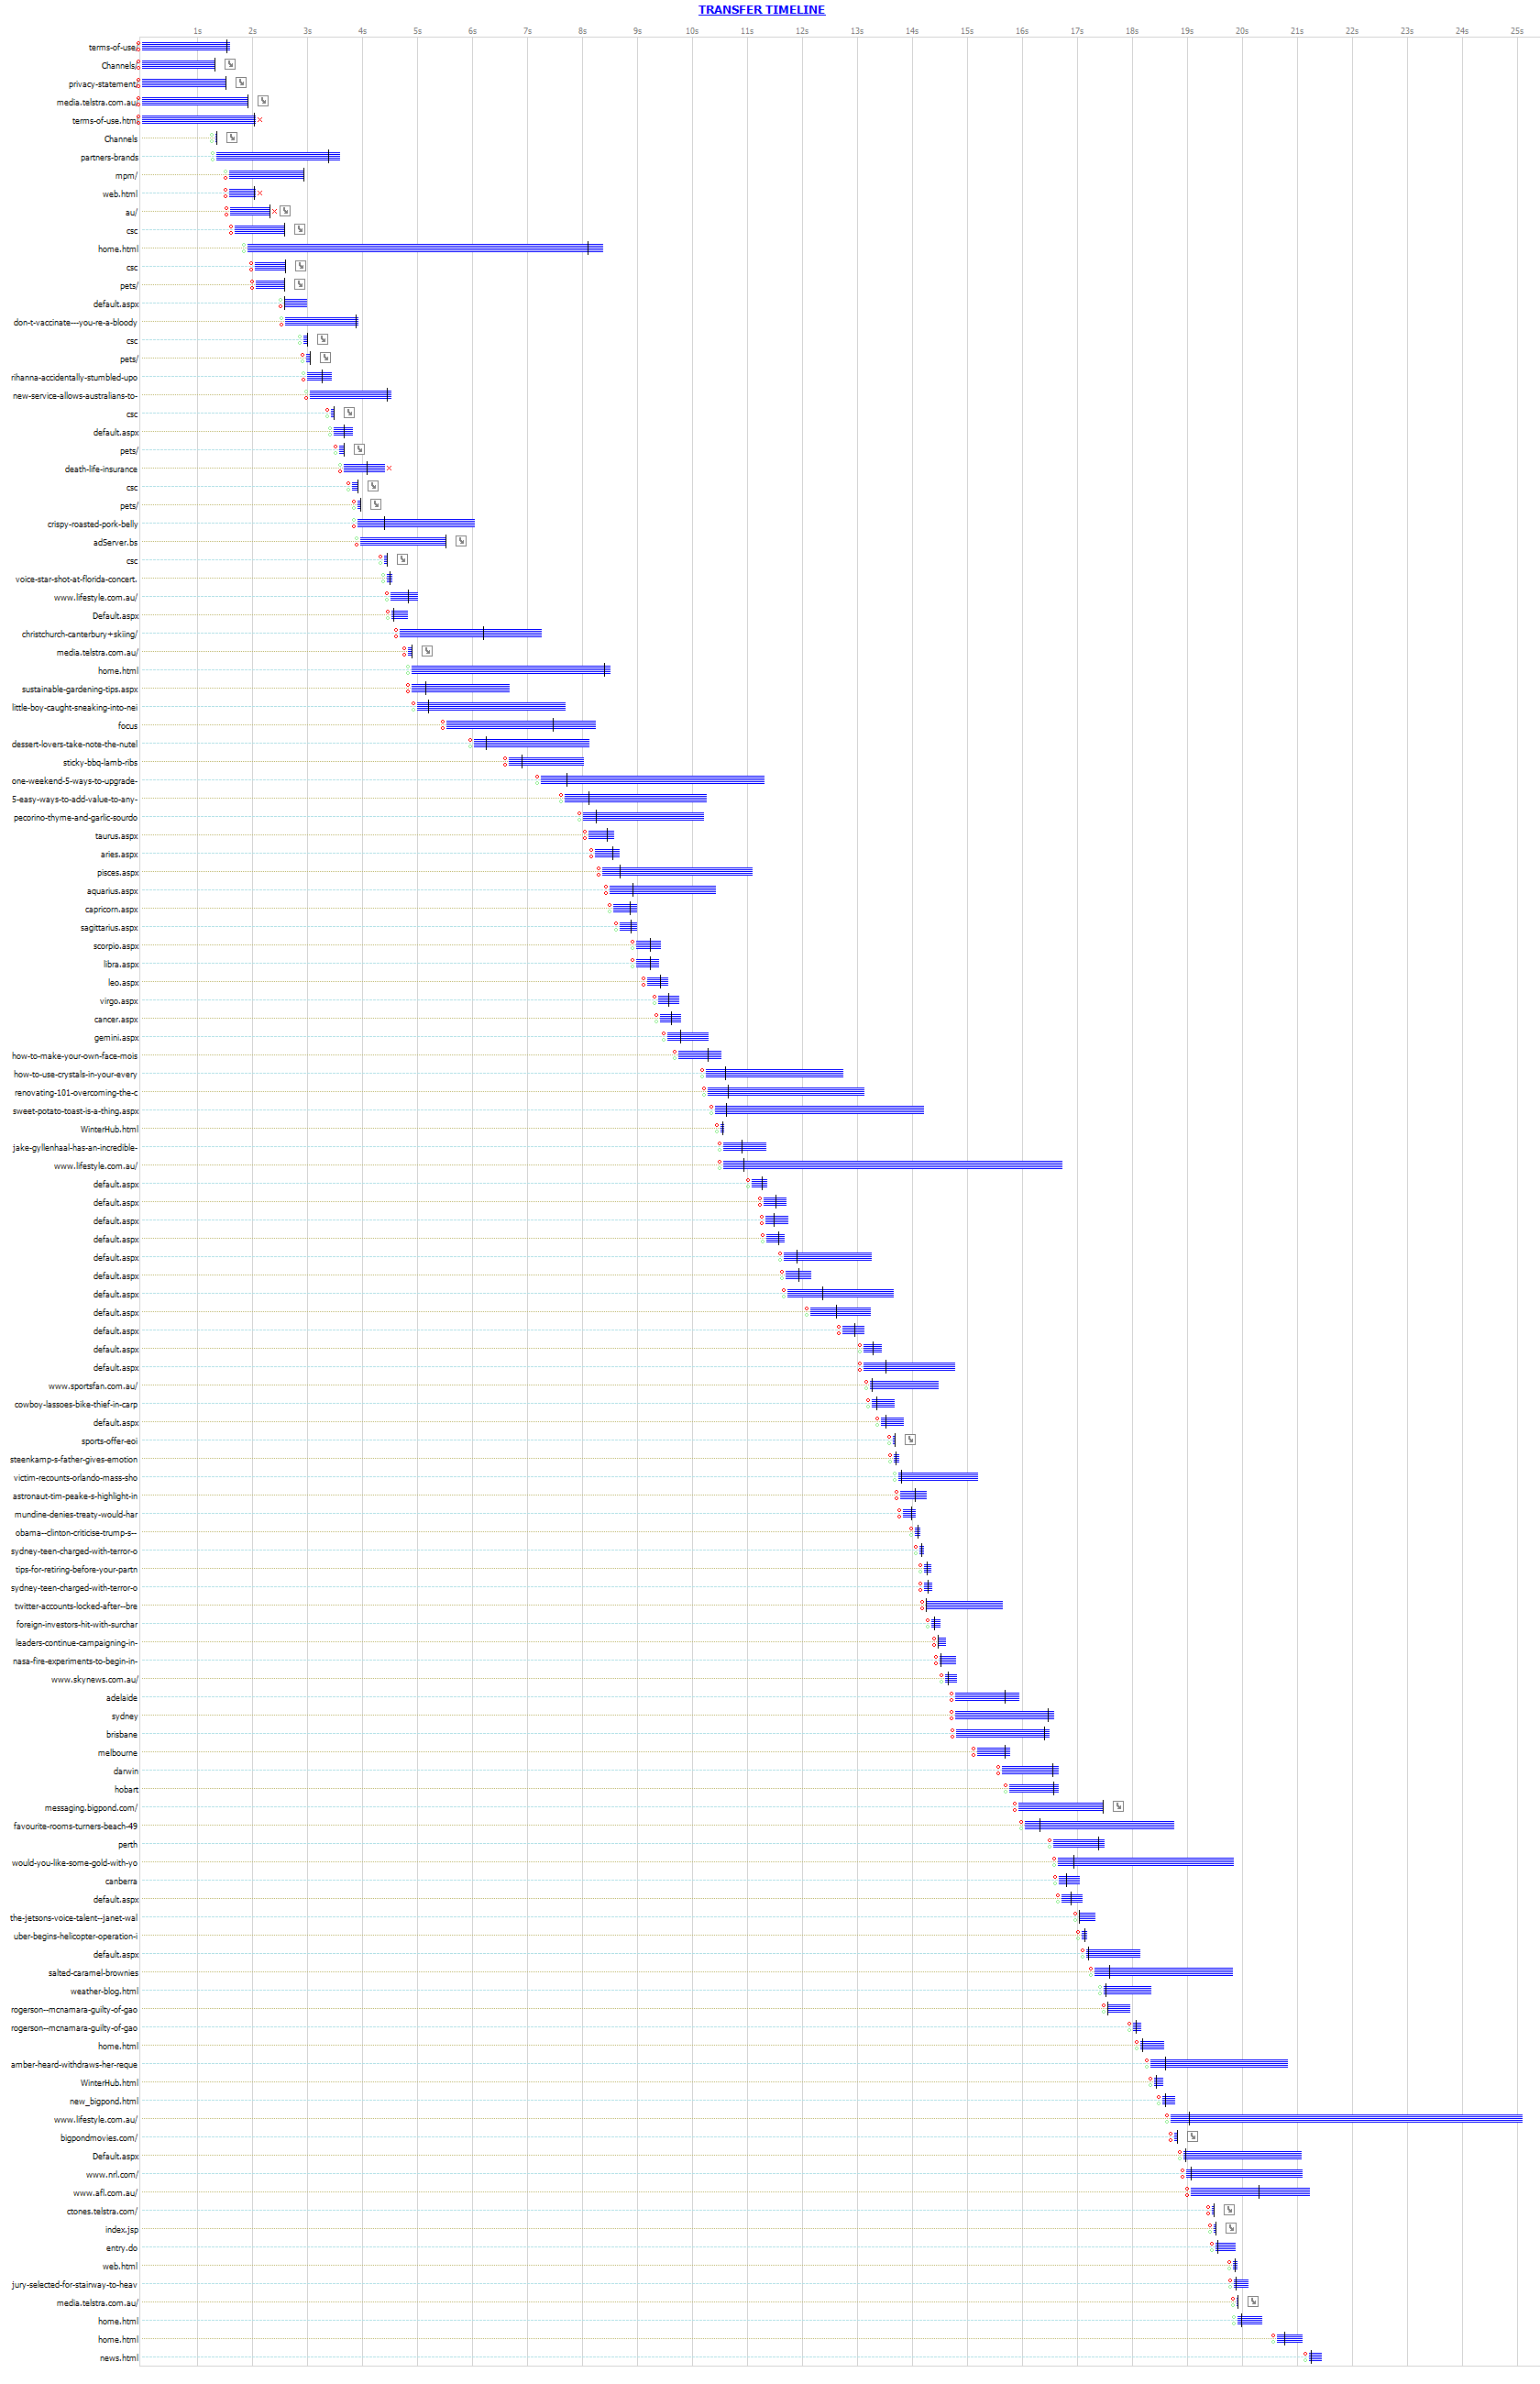 TRANSFER TIMELINE
1s 2s 3s 4s 5s 6s 7s 8s 9s 10s 11s 12s 13s 14s 15s 16s 17s 18s 19s 20s 21s 22s 23s 24s 25s
terms-of-use/
Channels/
privacy-statement/
media.telstra.com.au/
terms-of-use.html
Channels
partners-brands
mpm/
web.html
au/
csc
home.html
csc
pets/
default.aspx
don-t-vaccinate---you-re-a-bloody
csc
pets/
rihanna-accidentally-stumbled-upo
new-service-allows-australians-to-
csc
default.aspx
pets/
death-life-insurance
csc
pets/
crispy-roasted-pork-belly
adServer.bs
csc
voice-star-shot-at-florida-concert.
www.lifestyle.com.au/
Default.aspx
christchurch-canterbury+skiing/
media.telstra.com.au/
home.html
sustainable-gardening-tips.aspx
little-boy-caught-sneaking-into-nei
focus
dessert-lovers-take-note-the-nutel
sticky-bbq-lamb-ribs
one-weekend-5-ways-to-upgrade-
5-easy-ways-to-add-value-to-any-
pecorino-thyme-and-garlic-sourdo
taurus.aspx
aries.aspx
pisces.aspx
aquarius.aspx
capricorn.aspx
sagittarius.aspx
scorpio.aspx
libra.aspx
leo.aspx
virgo.aspx
cancer.aspx
gemini.aspx
how-to-make-your-own-face-mois
how-to-use-crystals-in-your-every
renovating-101-overcoming-the-c
sweet-potato-toast-is-a-thing.aspx
WinterHub.html
jake-gyllenhaal-has-an-incredible-
www.lifestyle.com.au/
default.aspx
default.aspx
default.aspx
default.aspx
default.aspx
default.aspx
default.aspx
default.aspx
default.aspx
default.aspx
default.aspx
www.sportsfan.com.au/
cowboy-lassoes-bike-thief-in-carp
default.aspx
sports-offer-eoi
steenkamp-s-father-gives-emotion
victim-recounts-orlando-mass-sho
astronaut-tim-peake-s-highlight-in
mundine-denies-treaty-would-har
obama--clinton-criticise-trump-s--
sydney-teen-charged-with-terror-o
tips-for-retiring-before-your-partn
sydney-teen-charged-with-terror-o
twitter-accounts-locked-after--bre
foreign-investors-hit-with-surchar
leaders-continue-campaigning-in-
nasa-fire-experiments-to-begin-in-
www.skynews.com.au/
adelaide
sydney
brisbane
melbourne
darwin
hobart
messaging.bigpond.com/
favourite-rooms-turners-beach-49
perth
would-you-like-some-gold-with-yo
canberra
default.aspx
the-jetsons-voice-talent--janet-wal
uber-begins-helicopter-operation-i
default.aspx
salted-caramel-brownies
weather-blog.html
rogerson--mcnamara-guilty-of-gao
rogerson--mcnamara-guilty-of-gao
home.html
amber-heard-withdraws-her-reque
WinterHub.html
new_bigpond.html
www.lifestyle.com.au/
bigpondmovies.com/
Default.aspx
www.nrl.com/
www.afl.com.au/
ctones.telstra.com/
index.jsp
entry.do
web.html
jury-selected-for-stairway-to-heav
media.telstra.com.au/
home.html
home.html
news.html